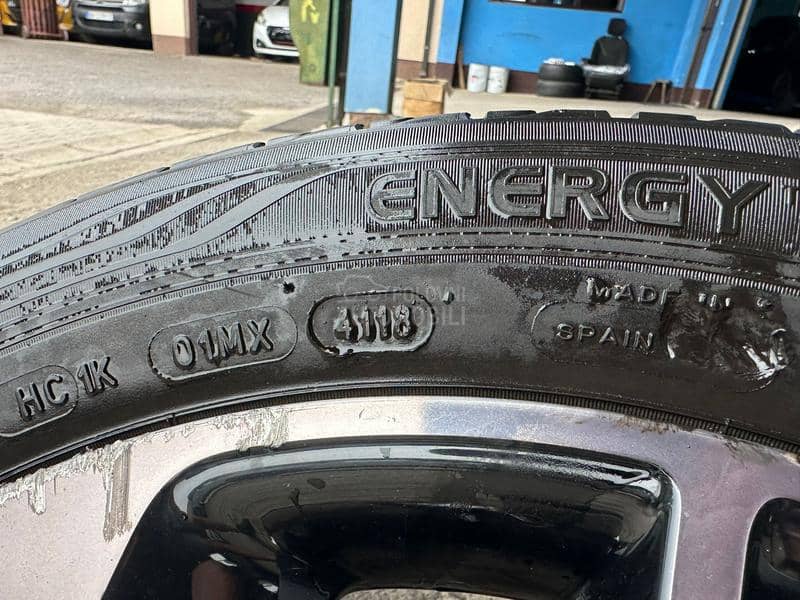 ENERGY
MADE IN
SPAIN
HC 1K
01MX
4118